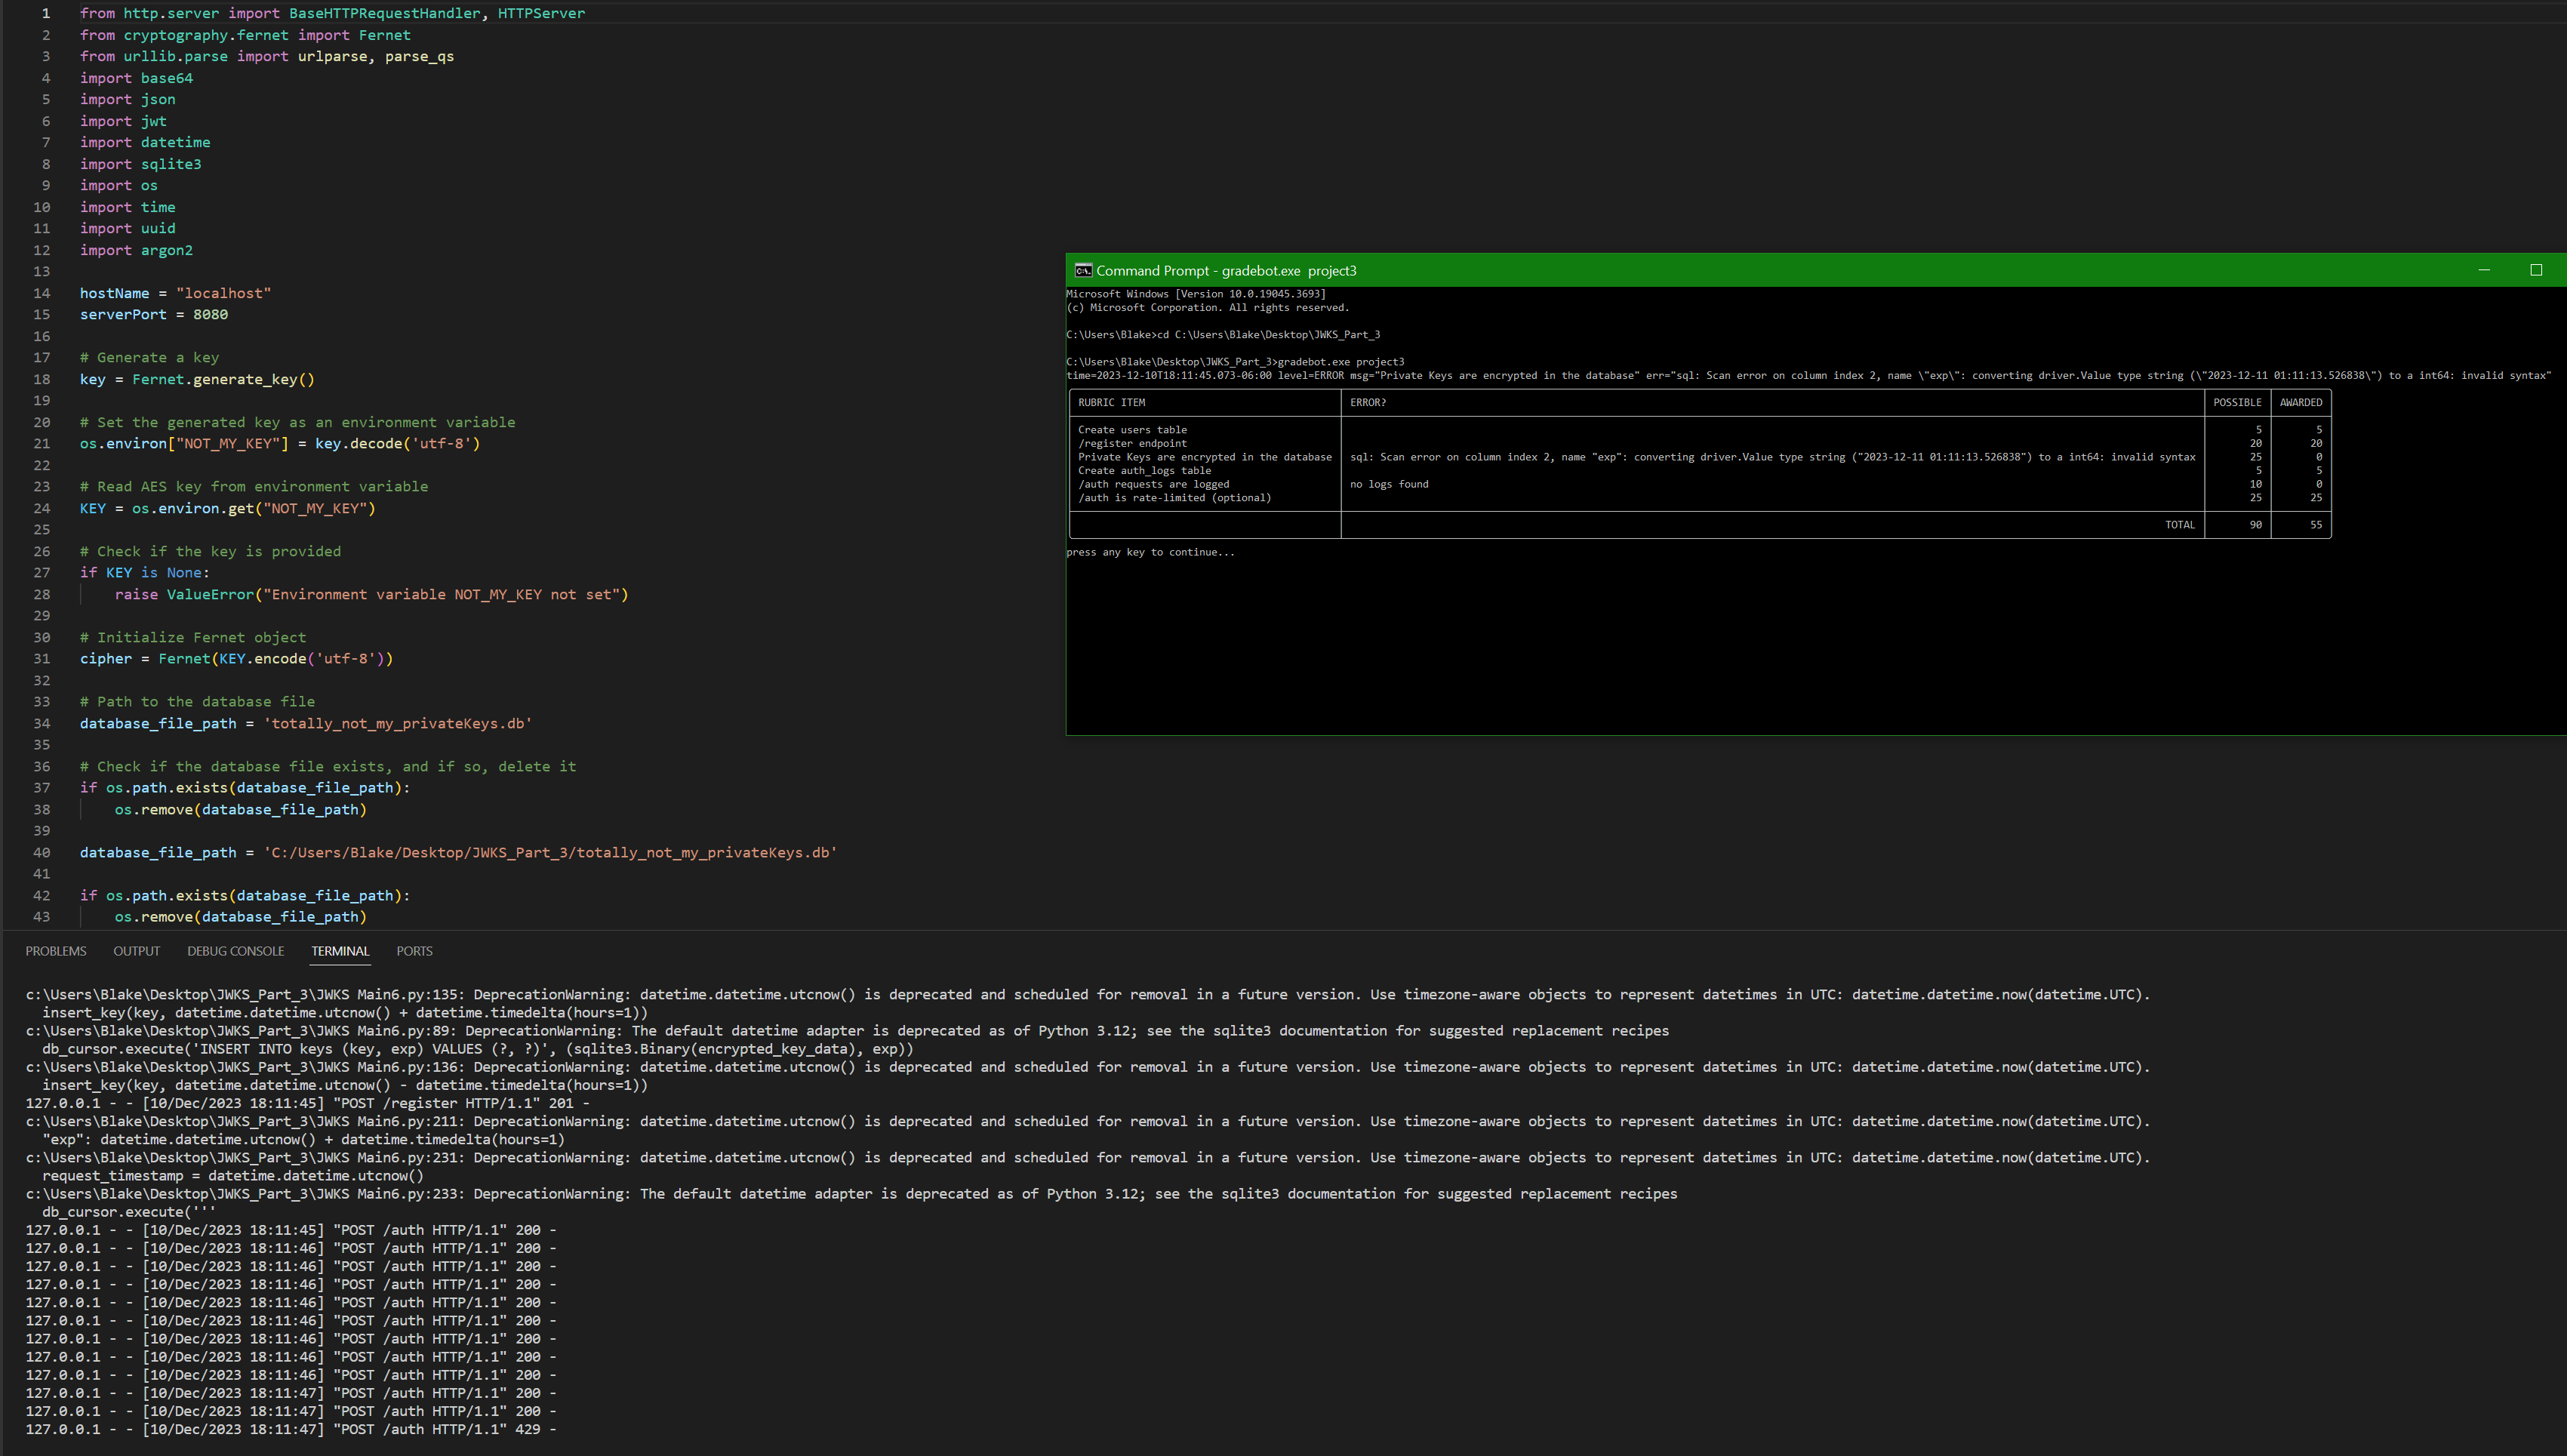 1 from http.server import BaseHTTPRequestHandler, HTTPServer
2 from cryptography.fernet import Fernet
3 from urllib.parse import urlparse, parse_qs
4 import base64
5 import json
6 import jwt
7 import datetime
8 import sqlite3
9 import os
10 import time
11 import uuid
12 import argon2
13
14 hostName = "localhost"
15 serverPort = 8080
16
17 # Generate a key
18 key = Fernet.generate_key()
19
20 # Set the generated key as an environment variable
21 os.environ["NOT_MY_KEY"] = key.decode('utf-8')
22
23 # Read AES key from environment variable
24 KEY = os.environ.get("NOT_MY_KEY")
25
26 # Check if the key is provided
27 if KEY is None:
28     raise ValueError("Environment variable NOT_MY_KEY not set")
29
30 # Initialize Fernet object
31 cipher = Fernet(KEY.encode('utf-8'))
32
33 # Path to the database file
34 database_file_path = 'totally_not_my_privateKeys.db'
35
36 # Check if the database file exists, and if so, delete it
37 if os.path.exists(database_file_path):
38     os.remove(database_file_path)
39
40 database_file_path = 'C:/Users/Blake/Desktop/JWKS_Part_3/totally_not_my_privateKeys.db'
41
42 if os.path.exists(database_file_path):
43     os.remove(database_file_path)
Command Prompt - gradebot.exe  project3
Microsoft Windows [Version 10.0.19045.3693]
(c) Microsoft Corporation. All rights reserved.
C:\Users\Blake>cd C:\Users\Blake\Desktop\JWKS_Part_3
C:\Users\Blake\Desktop\JWKS_Part_3>gradebot.exe project3
time=2023-12-10T18:11:45.073-06:00 level=ERROR msg="Private Keys are encrypted in the database" err="sql: Scan error on column index 2, name \"exp\": converting driver.Value type string (\"2023-12-11 01:11:13.526838\") to a int64: invalid syntax"
RUBRIC ITEM ERROR? POSSIBLE AWARDED
Create users table 5 5
/register endpoint 20 20
Private Keys are encrypted in the database sql: Scan error on column index 2, name "exp": converting driver.Value type string ("2023-12-11 01:11:13.526838") to a int64: invalid syntax 25 0
Create auth_logs table 5 5
/auth requests are logged no logs found 10 0
/auth is rate-limited (optional) 25 25
TOTAL 90 55
press any key to continue...
PROBLEMS OUTPUT DEBUG CONSOLE TERMINAL PORTS
c:\Users\Blake\Desktop\JWKS_Part_3\JWKS Main6.py:135: DeprecationWarning: datetime.datetime.utcnow() is deprecated and scheduled for removal in a future version. Use timezone-aware objects to represent datetimes in UTC: datetime.datetime.now(datetime.UTC).
  insert_key(key, datetime.datetime.utcnow() + datetime.timedelta(hours=1))
c:\Users\Blake\Desktop\JWKS_Part_3\JWKS Main6.py:89: DeprecationWarning: The default datetime adapter is deprecated as of Python 3.12; see the sqlite3 documentation for suggested replacement recipes
  db_cursor.execute('INSERT INTO keys (key, exp) VALUES (?, ?)', (sqlite3.Binary(encrypted_key_data), exp))
c:\Users\Blake\Desktop\JWKS_Part_3\JWKS Main6.py:136: DeprecationWarning: datetime.datetime.utcnow() is deprecated and scheduled for removal in a future version. Use timezone-aware objects to represent datetimes in UTC: datetime.datetime.now(datetime.UTC).
  insert_key(key, datetime.datetime.utcnow() - datetime.timedelta(hours=1))
127.0.0.1 - - [10/Dec/2023 18:11:45] "POST /register HTTP/1.1" 201 -
c:\Users\Blake\Desktop\JWKS_Part_3\JWKS Main6.py:211: DeprecationWarning: datetime.datetime.utcnow() is deprecated and scheduled for removal in a future version. Use timezone-aware objects to represent datetimes in UTC: datetime.datetime.now(datetime.UTC).
  "exp": datetime.datetime.utcnow() + datetime.timedelta(hours=1)
c:\Users\Blake\Desktop\JWKS_Part_3\JWKS Main6.py:231: DeprecationWarning: datetime.datetime.utcnow() is deprecated and scheduled for removal in a future version. Use timezone-aware objects to represent datetimes in UTC: datetime.datetime.now(datetime.UTC).
  request_timestamp = datetime.datetime.utcnow()
c:\Users\Blake\Desktop\JWKS_Part_3\JWKS Main6.py:233: DeprecationWarning: The default datetime adapter is deprecated as of Python 3.12; see the sqlite3 documentation for suggested replacement recipes
  db_cursor.execute('''
127.0.0.1 - - [10/Dec/2023 18:11:45] "POST /auth HTTP/1.1" 200 -
127.0.0.1 - - [10/Dec/2023 18:11:46] "POST /auth HTTP/1.1" 200 -
127.0.0.1 - - [10/Dec/2023 18:11:46] "POST /auth HTTP/1.1" 200 -
127.0.0.1 - - [10/Dec/2023 18:11:46] "POST /auth HTTP/1.1" 200 -
127.0.0.1 - - [10/Dec/2023 18:11:46] "POST /auth HTTP/1.1" 200 -
127.0.0.1 - - [10/Dec/2023 18:11:46] "POST /auth HTTP/1.1" 200 -
127.0.0.1 - - [10/Dec/2023 18:11:46] "POST /auth HTTP/1.1" 200 -
127.0.0.1 - - [10/Dec/2023 18:11:46] "POST /auth HTTP/1.1" 200 -
127.0.0.1 - - [10/Dec/2023 18:11:46] "POST /auth HTTP/1.1" 200 -
127.0.0.1 - - [10/Dec/2023 18:11:47] "POST /auth HTTP/1.1" 200 -
127.0.0.1 - - [10/Dec/2023 18:11:47] "POST /auth HTTP/1.1" 200 -
127.0.0.1 - - [10/Dec/2023 18:11:47] "POST /auth HTTP/1.1" 429 -